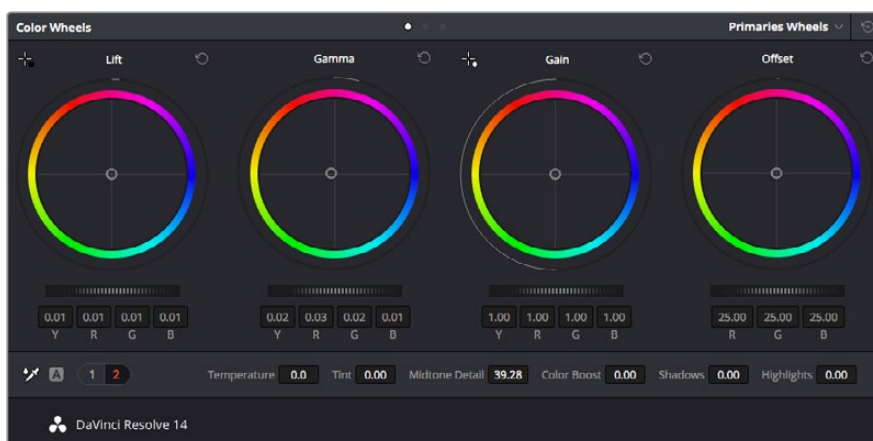 Color Wheels Primaries Wheels
Lift Gamma Gain Offset
0.01 0.01 0.01 0.01 0.02 0.03 0.02 0.01 1.00 1.00 1.00 1.00 25.00 25.00 25.00
Y R G B Y R G B Y R G B R G B
A 1 2 Temperature 0.0 Tint 0.00 Midtone Detail 39.28 Color Boost 0.00 Shadows 0.00 Highlights 0.00
DaVinci Resolve 14